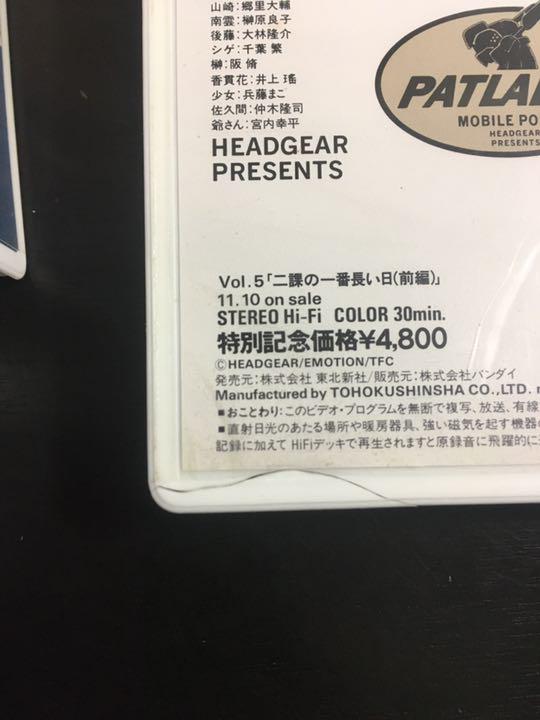 山崎:郷里大輔
南雲:榊原良子
後藤:大林隆介
シゲ:千葉 繁
榊:阪 脩
香貫花:井上 瑤
少女:兵藤まこ
佐久間:仲木隆司
爺さん:宮内幸平
HEADGEAR
PRESENTS
PATLA
MOBILE PO
HEADGEAR
PRESENTS
Vol.5「二課の一番長い日(前編)」
11.10 on sale
STEREO Hi-Fi COLOR 30min.
特別記念価格¥4,800
©HEADGEAR/EMOTION/TFC
発売元:株式会社 東北新社/販売元:株式会社バンダイ
Manufactured by TOHOKUSHINSHA CO.,LTD.
■おことわり:このビデオ・プログラムを無断で複写、放送、有線
■直射日光のあたる場所や暖房器具、強い磁気を起す機器の
記録に加えてHiFiデッキで再生されますと原録音に飛躍的に